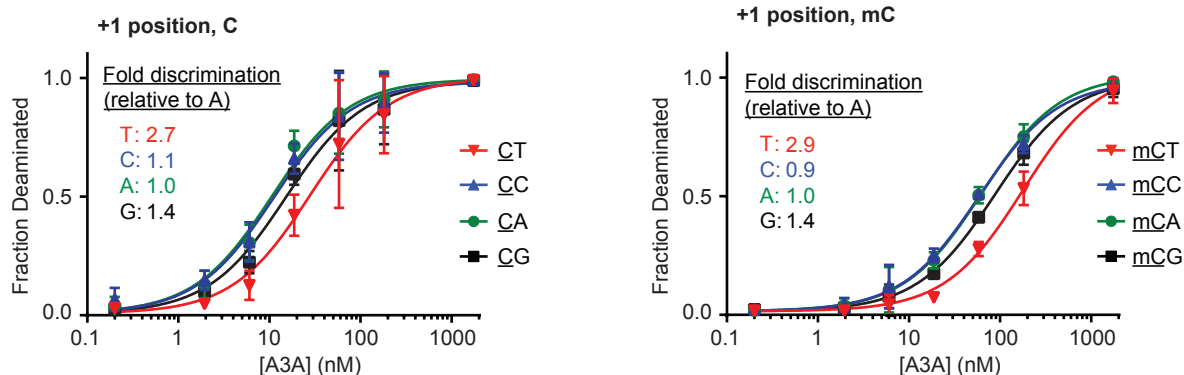 +1 position, C
Fraction Deaminated
1.0
0.5
0.0
Fold discrimination
(relative to A)
T: 2.7
C: 1.1
A: 1.0
G: 1.4
CT
CC
CA
CG
0.1 1 10 100 1000
[A3A] (nM)
+1 position, mC
Fraction Deaminated
1.0
0.5
0.0
Fold discrimination
(relative to A)
T: 2.9
C: 0.9
A: 1.0
G: 1.4
mCT
mCC
mCA
mCG
0.1 1 10 100 1000
[A3A] (nM)